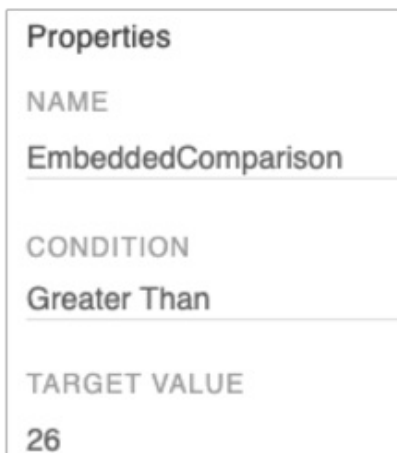 Properties
NAME
EmbeddedComparison
CONDITION
Greater Than
TARGET VALUE
26